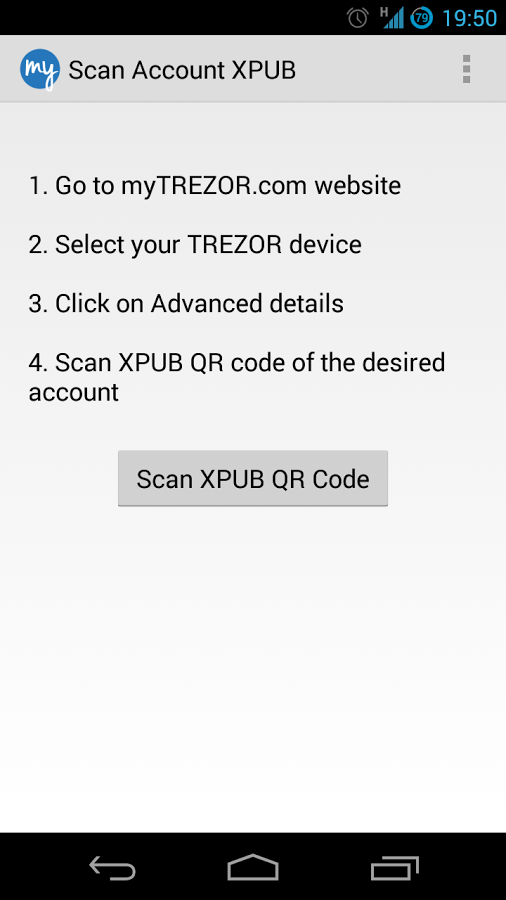 H 79 19:50
my Scan Account XPUB
1. Go to myTREZOR.com website
2. Select your TREZOR device
3. Click on Advanced details
4. Scan XPUB QR code of the desired
account
Scan XPUB QR Code